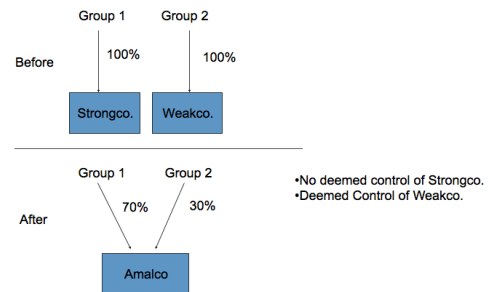 Group 1 Group 2
100% 100%
Before
Strongco. Weakco.
Group 1 Group 2
•No deemed control of Strongco.
•Deemed Control of Weakco.
70% 30%
After
Amalco